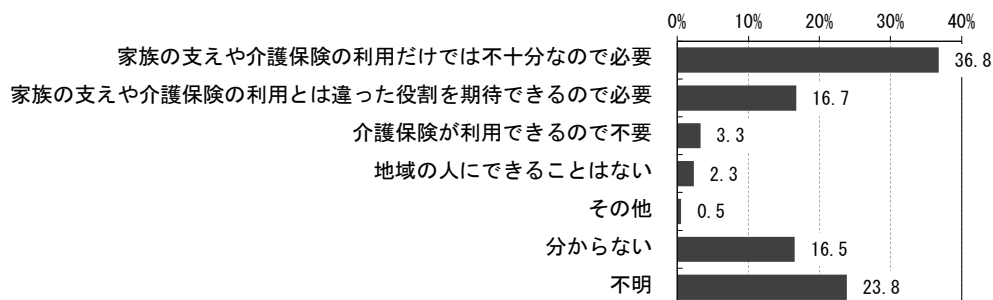 0% 10% 20% 30% 40%
家族の支えや介護保険の利用だけでは不十分なので必要 36.8
家族の支えや介護保険の利用とは違った役割を期待できるので必要 16.7
介護保険が利用できるので不要 3.3
地域の人にできることはない 2.3
その他 0.5
分からない 16.5
不明 23.8